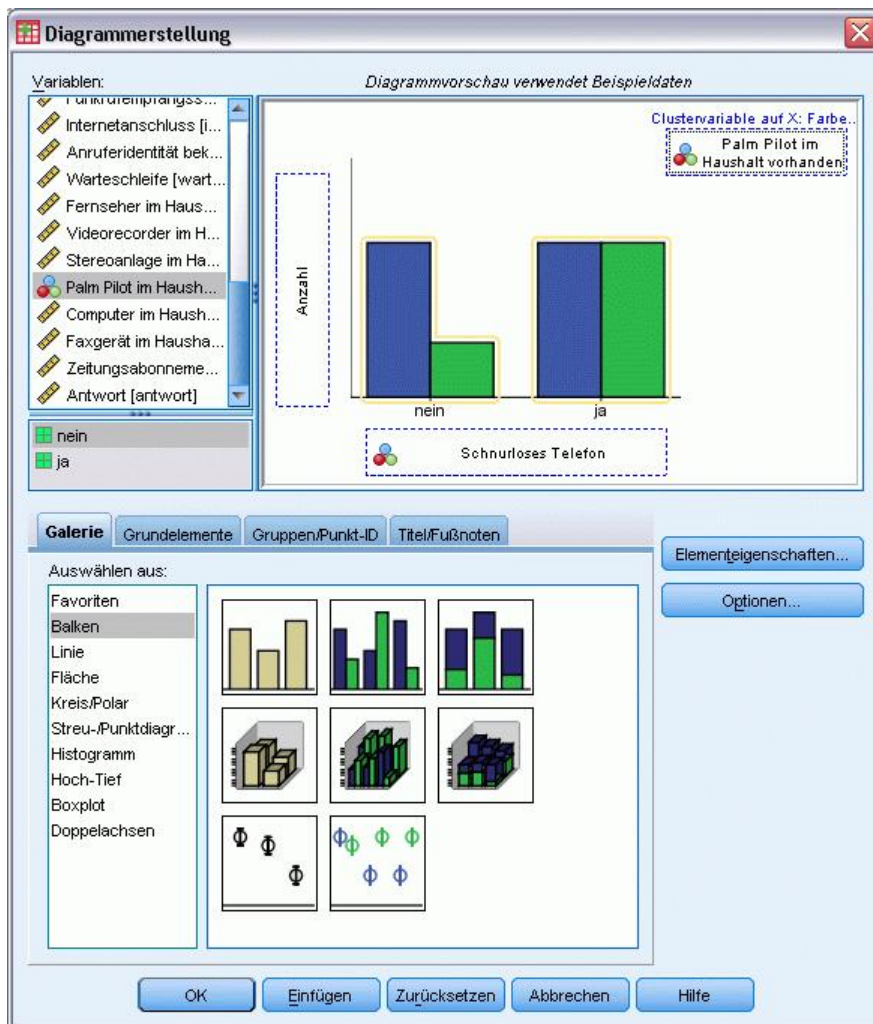 Diagrammerstellung
Variablen:
Diagrammvorschau verwendet Beispieldaten
Internetanschluss [i...
Anruferidentität bek...
Warteschleife [wart...
Fernseher im Haus...
Videorecorder im H...
Stereoanlage im Ha...
Palm Pilot im Haush...
Computer im Haush...
Faxgerät im Hausha...
Zeitungsabonneme...
Antwort [antwort]
nein
ja
Clustervariable auf X: Farbe..
Palm Pilot im
Haushalt vorhanden
Anzahl
nein ja
Schnurloses Telefon
Galerie Grundelemente Gruppen/Punkt-ID Titel/Fußnoten
Auswählen aus:
Favoriten
Balken
Linie
Fläche
Kreis/Polar
Streu-/Punktdiagr...
Histogramm
Hoch-Tief
Boxplot
Doppelachsen
Elementeigenschaften...
Optionen...
OK Einfügen Zurücksetzen Abbrechen Hilfe